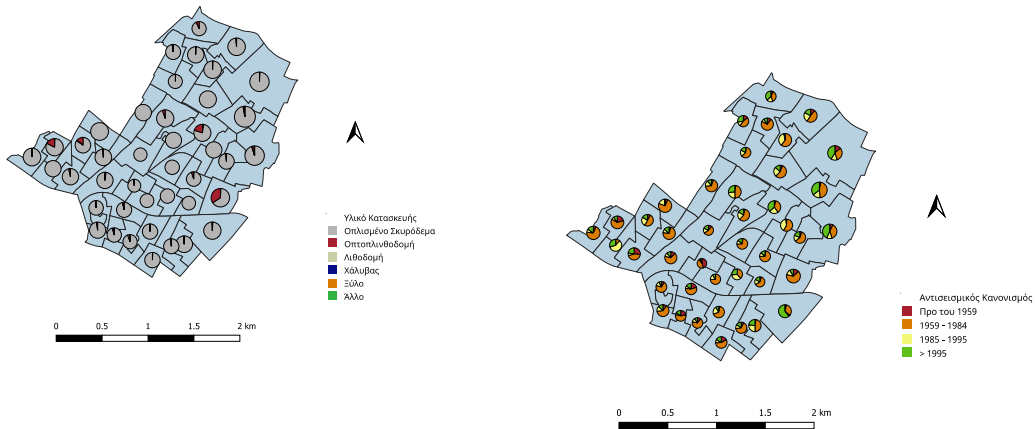 Υλικό Κατασκευής
Οπλισμένο Σκυρόδεμα
Οπτοπλινθοδομή
Λιθοδομή
Χάλυβας
Ξύλο
Άλλο
0 0.5 1 1.5 2 km
Αντισεισμικός Κανονισμός
Προ του 1959
1959 - 1984
1985 - 1995
> 1995
0 0.5 1 1.5 2 km